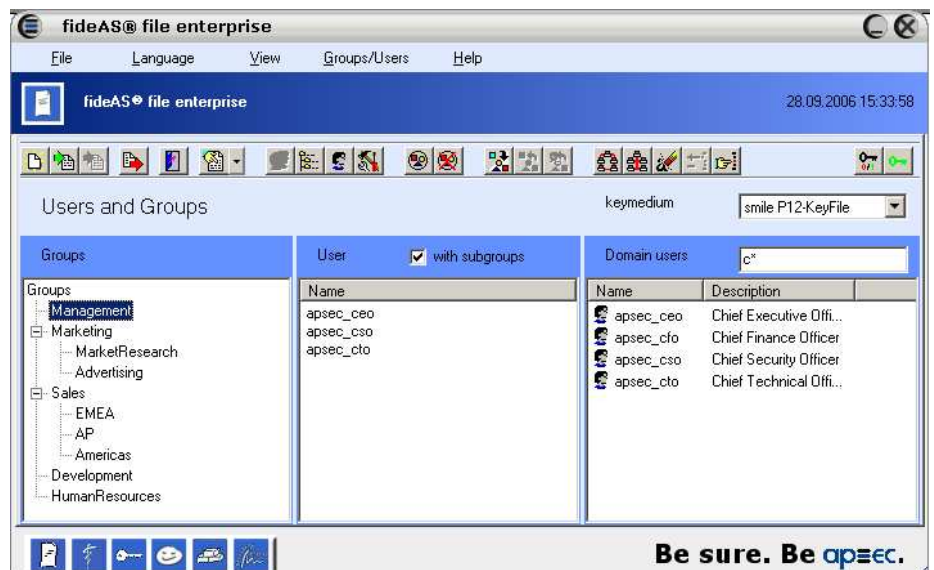 fideAS® file enterprise
File Language View Groups/Users Help
fideAS® file enterprise 28.09.2006 15:33:58
Users and Groups keymedium smile P12-KeyFile
Groups User with subgroups Domain users c*
Groups
Management
Marketing
MarketResearch
Advertising
Sales
EMEA
AP
Americas
Development
HumanResources
Name
apsec_ceo
apsec_cso
apsec_cto
Name Description
apsec_ceo Chief Executive Offi...
apsec_cfo Chief Finance Officer
apsec_cso Chief Security Officer
apsec_cto Chief Technical Offi...
Be sure. Be apsec.